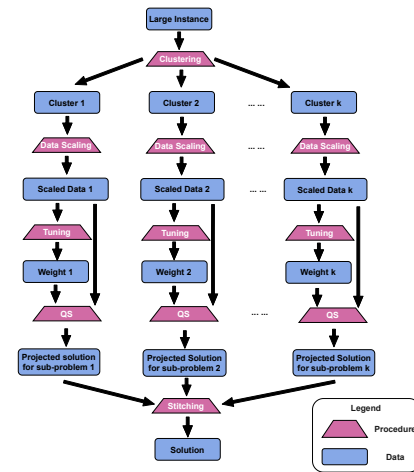 Large Instance
Clustering
Cluster 1
Cluster 2
... ...
Cluster k
Data Scaling
Data Scaling
... ...
Data Scaling
Scaled Data 1
Scaled Data 2
... ...
Scaled Data k
Tuning
Tuning
Tuning
Weight 1
Weight 2
Weight k
QS
QS
... ...
QS
Projected solution
for sub-problem 1
Projected Solution
for sub-problem 2
Projected Solution
for sub-problem k
Stitching
Solution
Legend
Procedure
Data